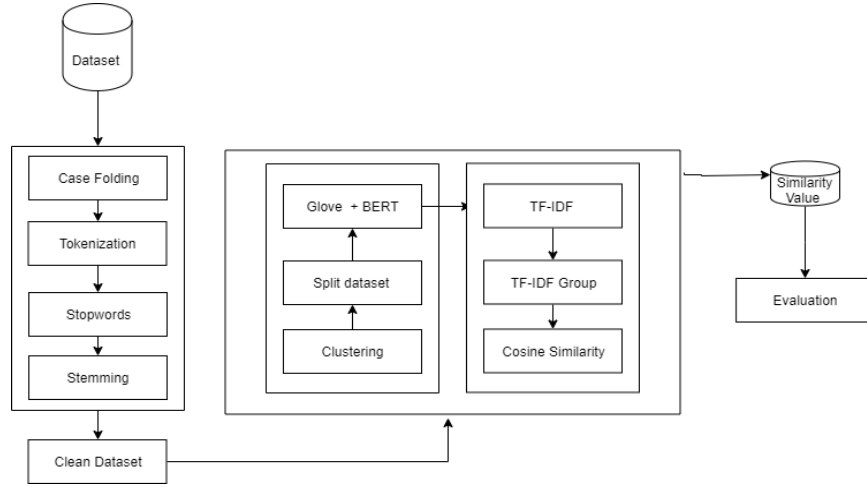 Dataset
Case Folding
Tokenization
Stopwords
Stemming
Clean Dataset
Glove + BERT
Split dataset
Clustering
TF-IDF
TF-IDF Group
Cosine Similarity
Similarity
Value
Evaluation